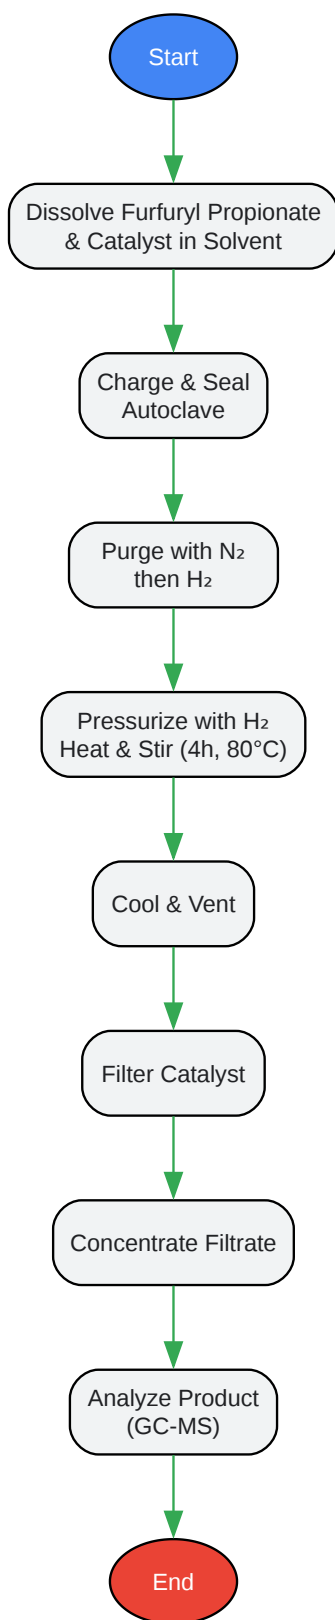 Start
Dissolve Furfuryl Propionate
& Catalyst in Solvent
Charge & Seal
Autoclave
Purge with N₂
then H₂
Pressurize with H₂
Heat & Stir (4h, 80°C)
Cool & Vent
Filter Catalyst
Concentrate Filtrate
Analyze Product
(GC-MS)
End